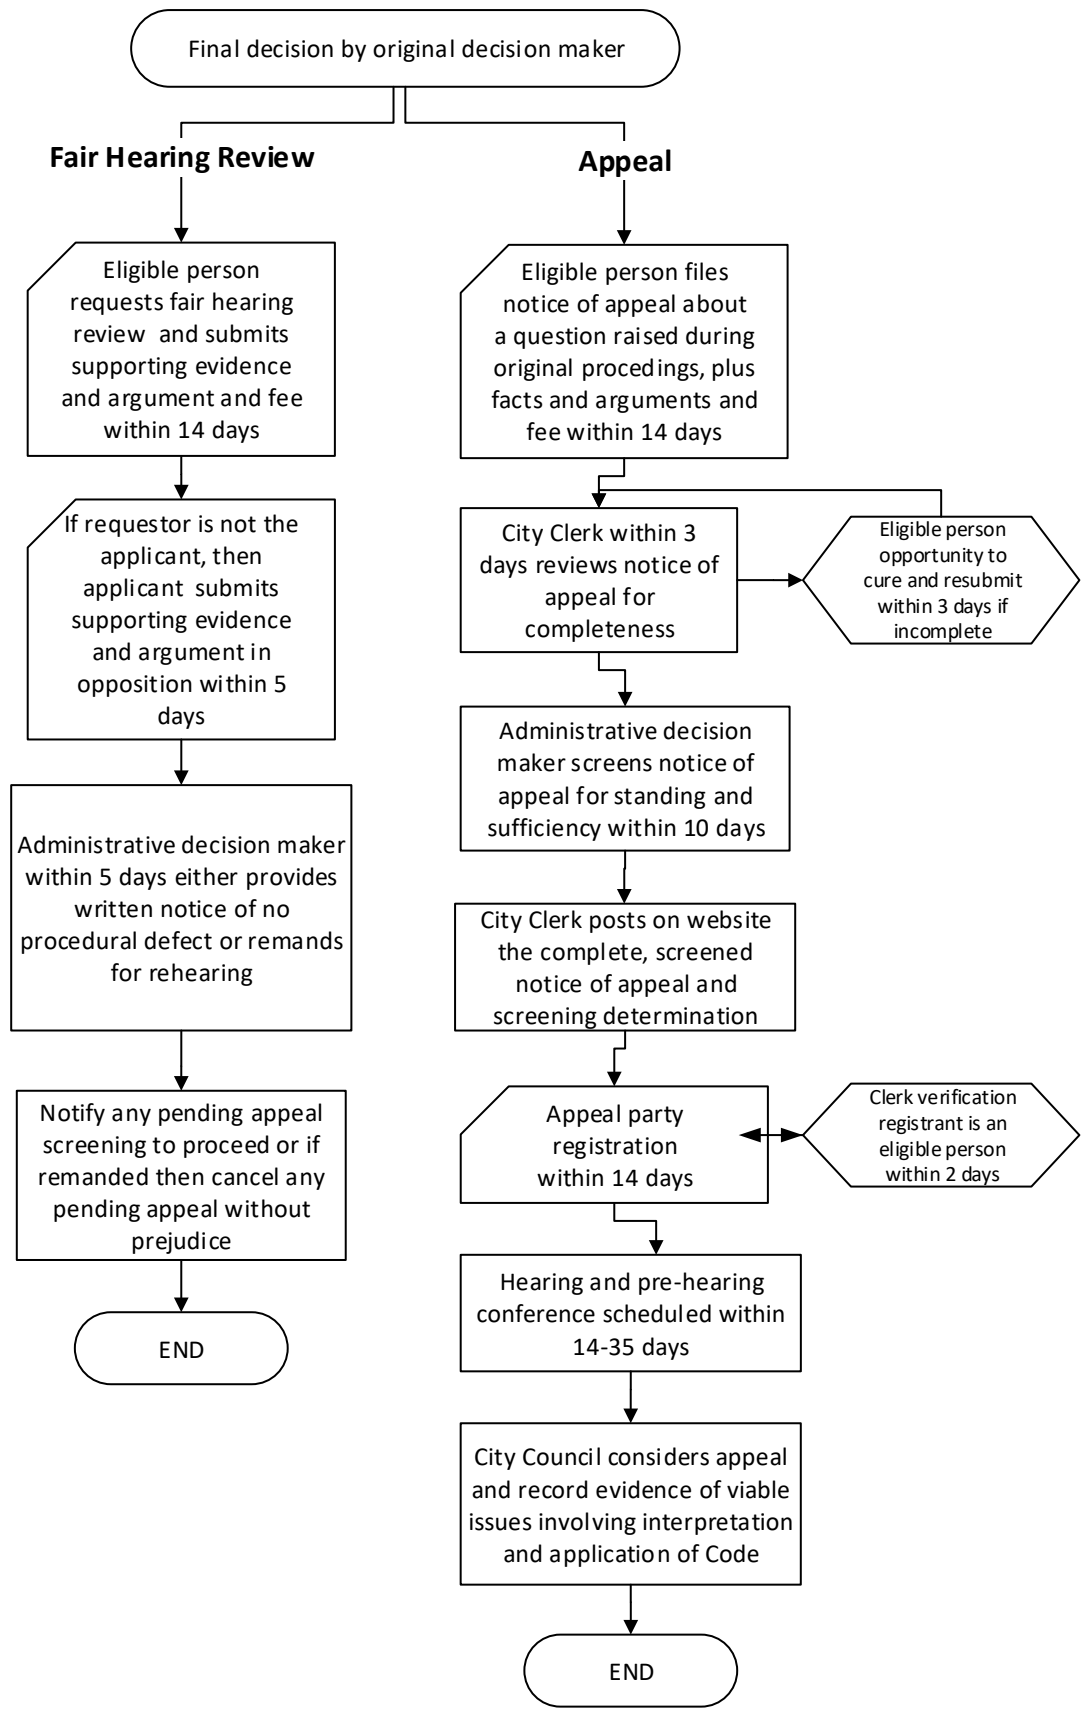 Final decision by original decision maker
Fair Hearing Review
Eligible person
requests fair hearing
review and submits
supporting evidence
and argument and fee
within 14 days
If requestor is not the
applicant, then
applicant submits
supporting evidence
and argument in
opposition within 5
days
Administrative decision maker
within 5 days either provides
written notice of no
procedural defect or remands
for rehearing
Notify any pending appeal
screening to proceed or if
remanded then cancel any
pending appeal without
prejudice
END
Appeal
Eligible person files
notice of appeal about
a question raised during
original procedings, plus
facts and arguments and
fee within 14 days
City Clerk within 3
days reviews notice of
appeal for
completeness
Eligible person
opportunity to
cure and resubmit
within 3 days if
incomplete
Administrative decision
maker screens notice of
appeal for standing and
sufficiency within 10 days
City Clerk posts on website
the complete, screened
notice of appeal and
screening determination
Appeal party
registration
within 14 days
Clerk verification
registrant is an
eligible person
within 2 days
Hearing and pre-hearing
conference scheduled within
14-35 days
City Council considers appeal
and record evidence of viable
issues involving interpretation
and application of Code
END